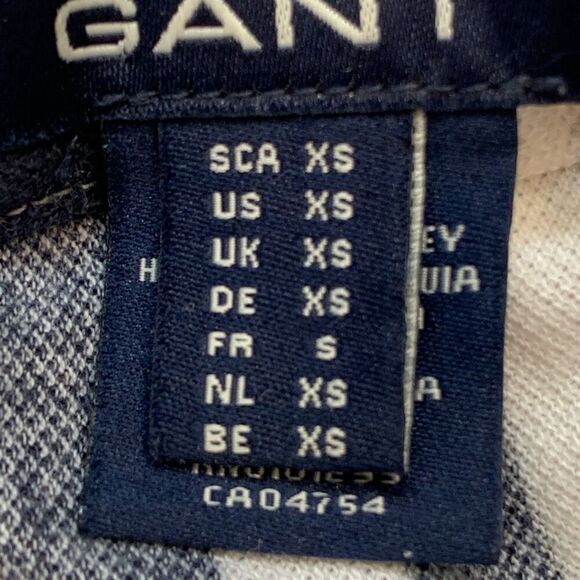 GANT
SCA XS
US XS
UK XS
DE XS
FR S
NL XS
BE XS
CA04754